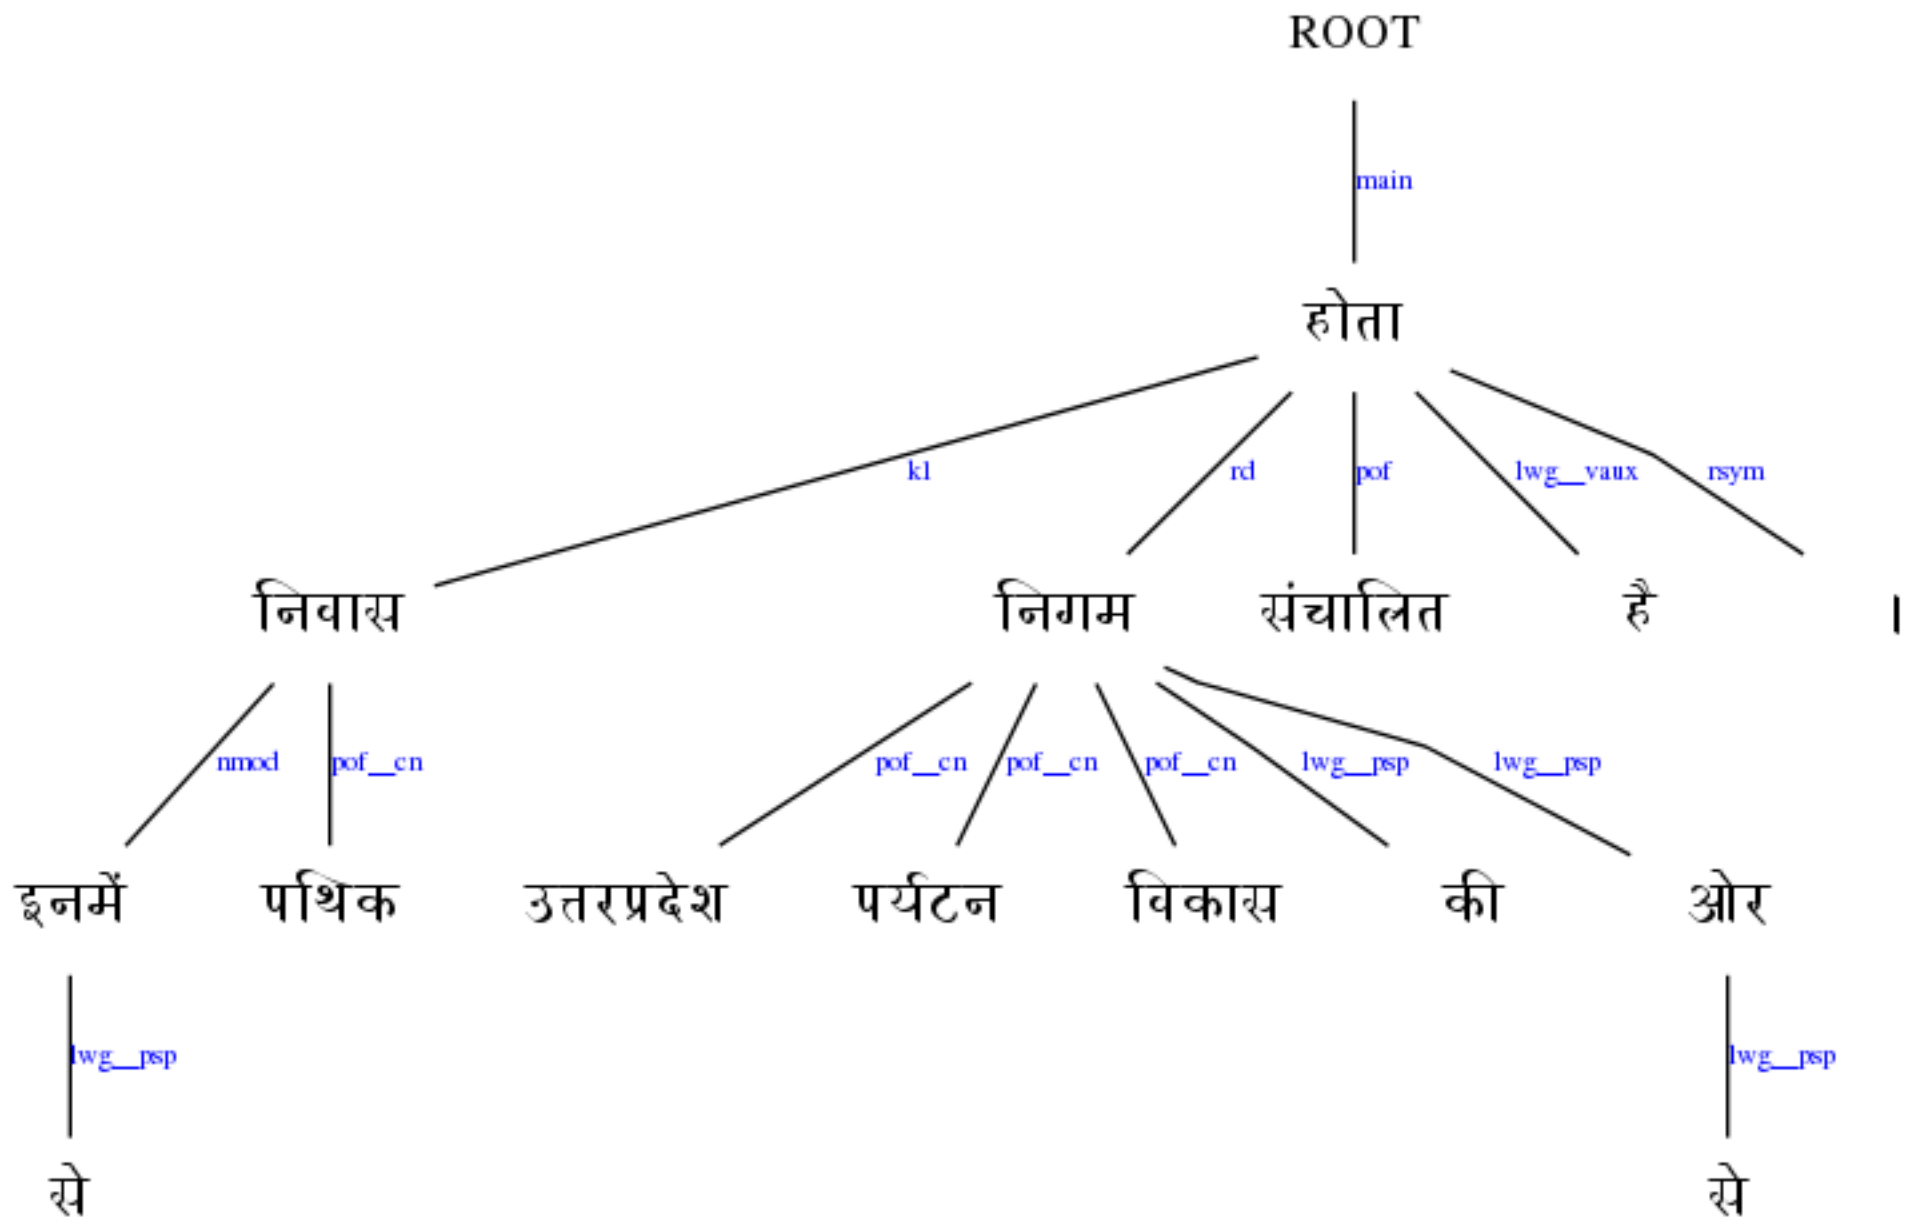 ROOT
main
होता
k1 rd pof lwg__vaux rsym
निवास निगम संचालित है ।
nmod pof__cn pof__cn pof__cn pof__cn lwg__psp lwg__psp
इनमें पथिक उत्तरप्रदेश पर्यटन विकास की ओर
lwg__psp lwg__psp
से से